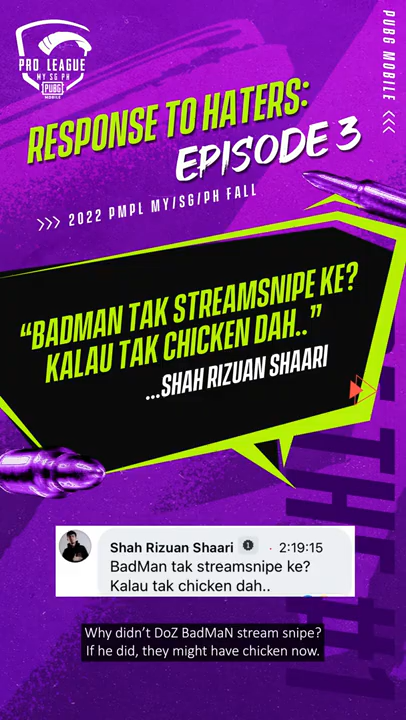 PRO LEAGUE
MY SG PH
PUBG
MOBILE
PUBG MOBILE
RESPONSE TO HATERS:
EPISODE 3
>>> 2022 PMPL MY/SG/PH FALL
“BADMAN TAK STREAMSNIPE KE?
KALAU TAK CHICKEN DAH..”
...SHAH RIZUAN SHAARI
THE #1
Shah Rizuan Shaari 1 · 2:19:15
BadMan tak streamsnipe ke?
Kalau tak chicken dah..
Why didn't DoZ BadMaN stream snipe?
If he did, they might have chicken now.